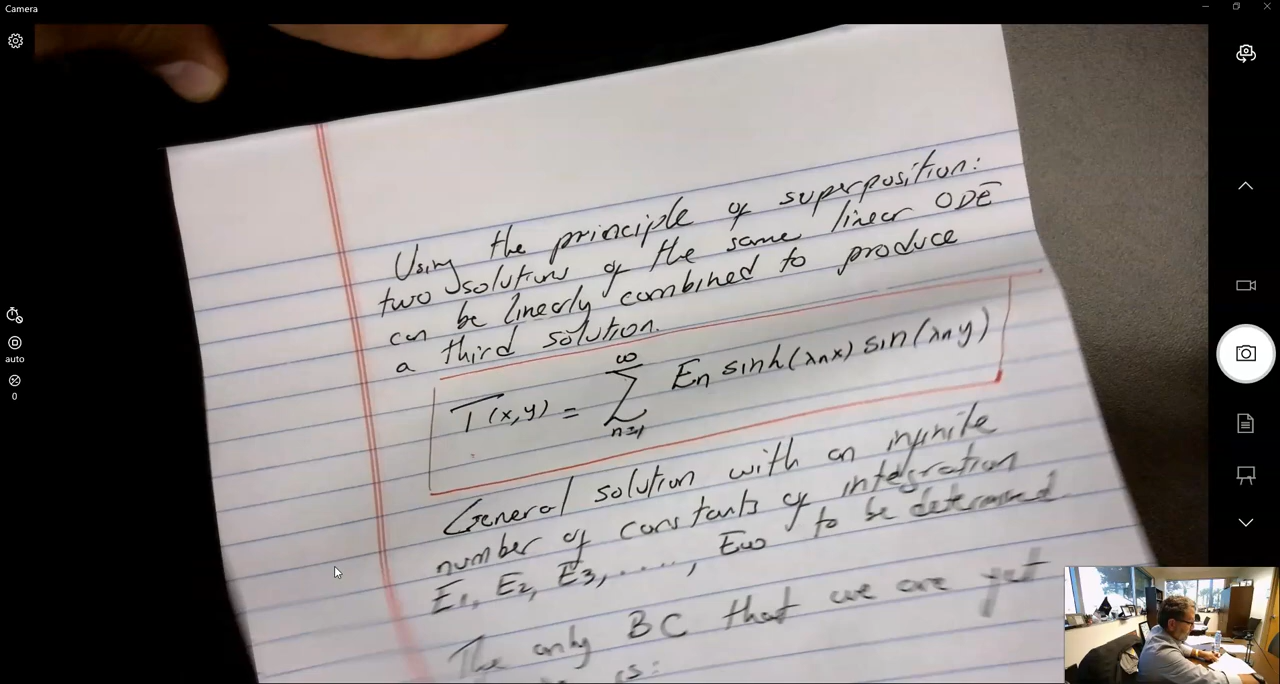 Camera
auto
0
Using the principle of superposition:
two solutions of the same linear ODE
can be linerly combined to produce
a third solution.
T(x,y) = ∑_{n=1}^{∞} En sinh(λn x) sin(λn y)
General solution with an infinite
number of constants of integration
E1, E2, E3, ....., E∞ to be determined
The only BC that we are yet
is: